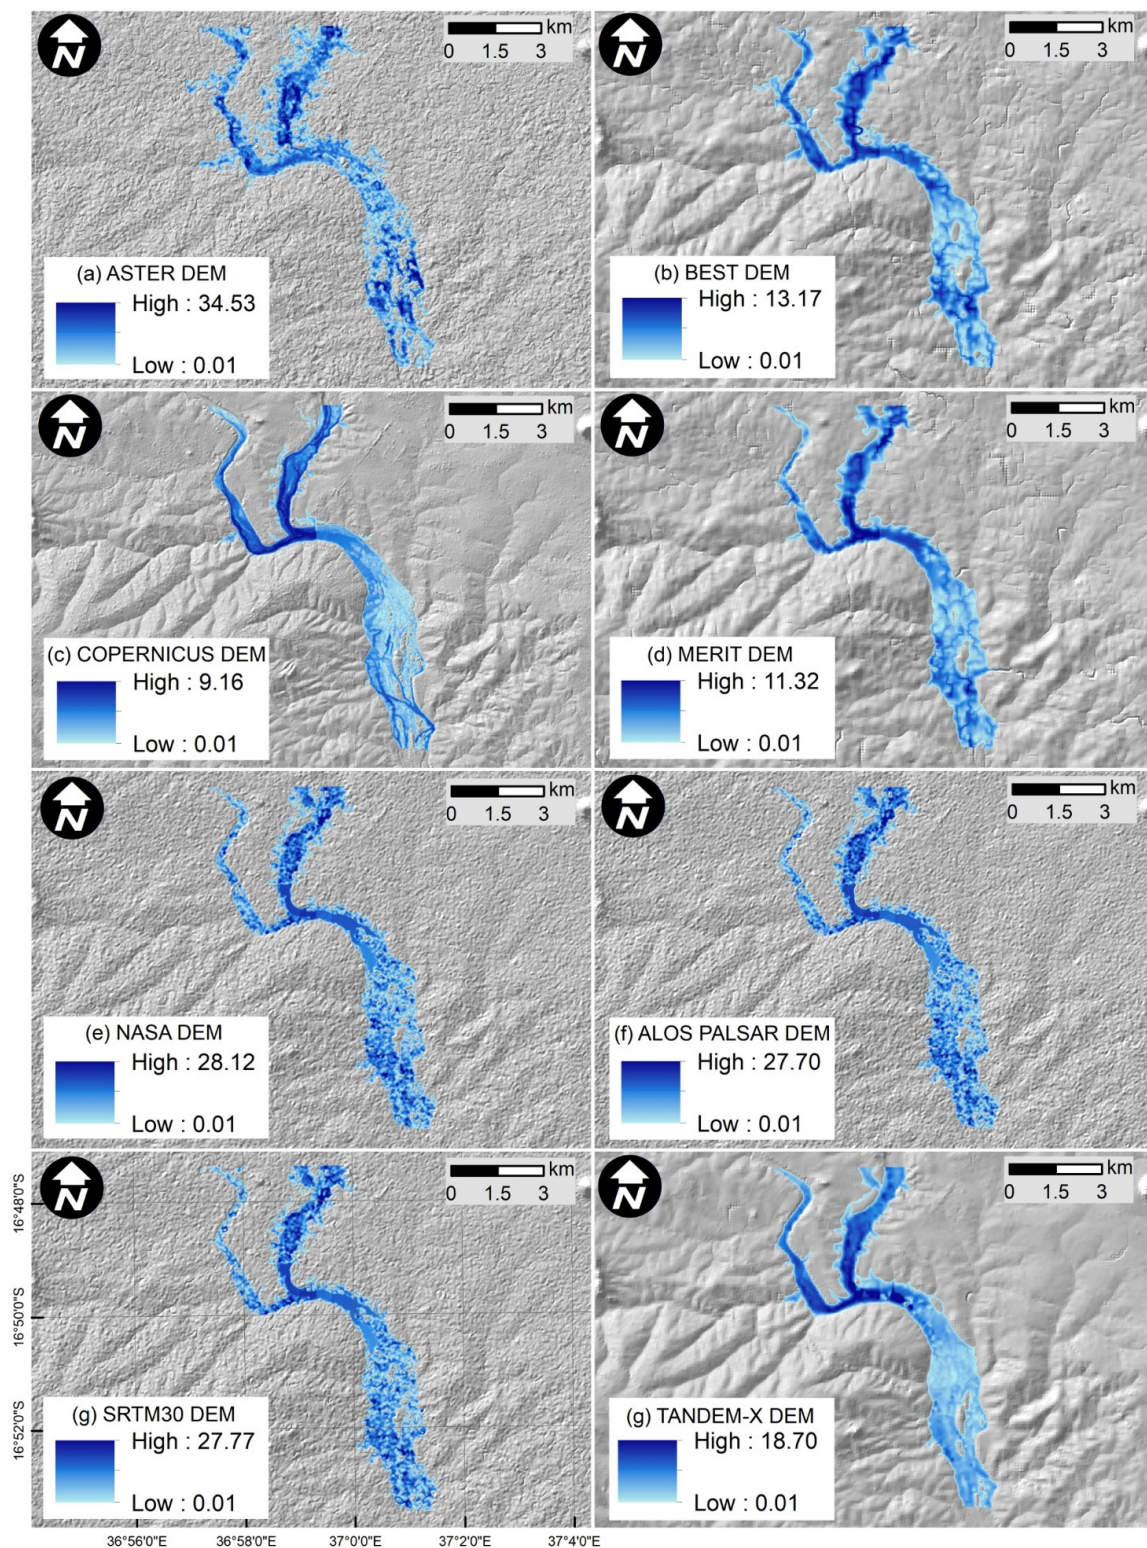 N
km
0 1.5 3
(a) ASTER DEM
High : 34.53
Low : 0.01
N
km
0 1.5 3
(b) BEST DEM
High : 13.17
Low : 0.01
N
km
0 1.5 3
(c) COPERNICUS DEM
High : 9.16
Low : 0.01
N
km
0 1.5 3
(d) MERIT DEM
High : 11.32
Low : 0.01
N
km
0 1.5 3
(e) NASA DEM
High : 28.12
Low : 0.01
N
km
0 1.5 3
(f) ALOS PALSAR DEM
High : 27.70
Low : 0.01
N
km
0 1.5 3
(g) SRTM30 DEM
High : 27.77
Low : 0.01
N
km
0 1.5 3
(g) TANDEM-X DEM
High : 18.70
Low : 0.01
16°48'0"S
16°50'0"S
16°52'0"S
36°56'0"E 36°58'0"E 37°0'0"E 37°2'0"E 37°4'0"E